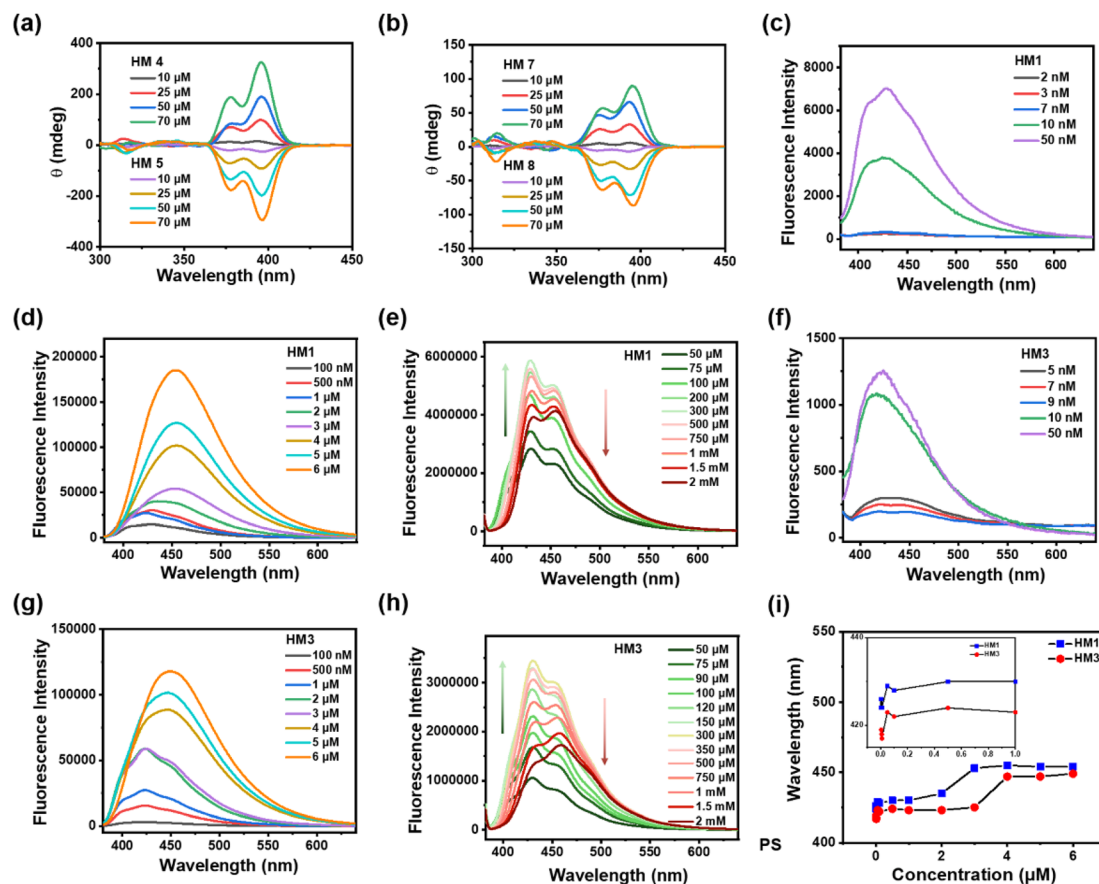 (a)
400
200
0
-200
-400
θ (mdeg)
HM 4
10 µM
25 µM
50 µM
70 µM
HM 5
10 µM
25 µM
50 µM
70 µM
300 350 400 450
Wavelength (nm)
(b)
150
100
50
0
-50
-100
-150
θ (mdeg)
HM 7
10 µM
25 µM
50 µM
70 µM
HM 8
10 µM
25 µM
50 µM
70 µM
300 350 400 450
Wavelength (nm)
(c)
8000
6000
4000
2000
0
Fluorescence Intensity
HM1
2 nM
3 nM
7 nM
10 nM
50 nM
400 450 500 550 600
Wavelength (nm)
(d)
200000
150000
100000
50000
0
Fluorescence Intensity
HM1
100 nM
500 nM
1 µM
2 µM
3 µM
4 µM
5 µM
6 µM
400 450 500 550 600
Wavelength (nm)
(e)
6000000
4000000
2000000
0
Fluorescence Intensity
HM1
50 µM
75 µM
100 µM
200 µM
300 µM
500 µM
750 µM
1 mM
1.5 mM
2 mM
400 450 500 550 600
Wavelength (nm)
(f)
1500
1000
500
0
Fluorescence Intensity
HM3
5 nM
7 nM
9 nM
10 nM
50 nM
400 450 500 550 600
Wavelength (nm)
(g)
150000
100000
50000
0
Fluorescence Intensity
HM3
100 nM
500 nM
1 µM
2 µM
3 µM
4 µM
5 µM
6 µM
400 450 500 550 600
Wavelength (nm)
(h)
4000000
3000000
2000000
1000000
0
Fluorescence Intensity
HM3
50 µM
75 µM
90 µM
100 µM
120 µM
150 µM
300 µM
350 µM
500 µM
750 µM
1 mM
1.5 mM
2 mM
400 450 500 550 600
Wavelength (nm)
(i)
550
500
450
400
Wavelength (nm)
440
420
0.0 0.2 0.4 0.6 0.8 1.0
HM1
HM3
HM1
HM3
PS
0 2 4 6
Concentration (µM)